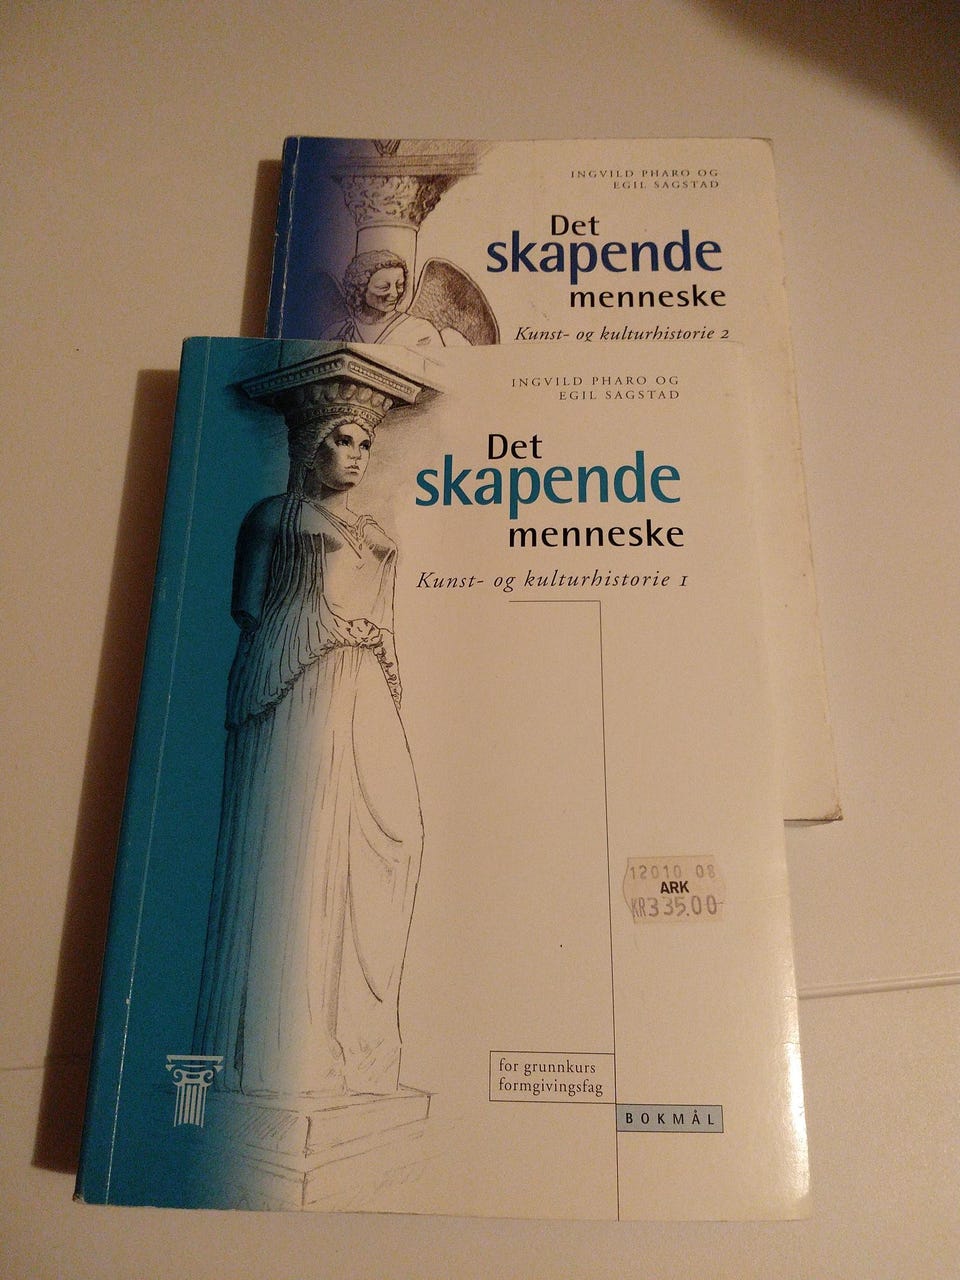 INGVILD PHARO OG
EGIL SAGSTAD
Det
skapende
menneske
Kunst- og kulturhistorie 2
INGVILD PHARO OG
EGIL SAGSTAD
Det
skapende
menneske
Kunst- og kulturhistorie 1
12010 08
ARK
KR335.00
for grunnkurs
formgivingsfag
BOKMÅL